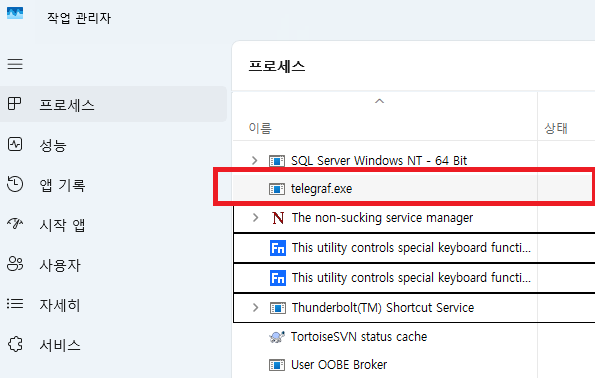 작업 관리자
프로세스
성능
앱 기록
시작 앱
사용자
자세히
서비스
프로세스
이름 상태
SQL Server Windows NT - 64 Bit
telegraf.exe
N The non-sucking service manager
Fn This utility controls special keyboard functi...
Fn This utility controls special keyboard functi...
Thunderbolt(TM) Shortcut Service
TortoiseSVN status cache
User OOBE Broker